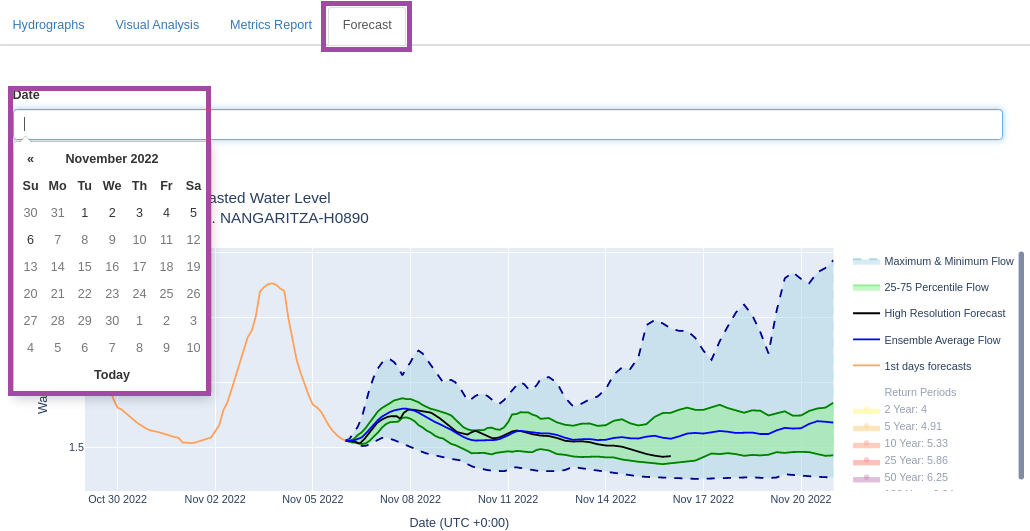 Hydrographs Visual Analysis Metrics Report Forecast
Date
« November 2022
Su Mo Tu We Th Fr Sa
30 31 1 2 3 4 5
6 7 8 9 10 11 12
13 14 15 16 17 18 19
20 21 22 23 24 25 26
27 28 29 30 1 2 3
4 5 6 7 8 9 10
Today
asted Water Level
. NANGARITZA-H0890
Wa
1.5
Oct 30 2022 Nov 02 2022 Nov 05 2022 Nov 08 2022 Nov 11 2022 Nov 14 2022 Nov 17 2022 Nov 20 2022
Date (UTC +0:00)
Maximum & Minimum Flow
25-75 Percentile Flow
High Resolution Forecast
Ensemble Average Flow
1st days forecasts
Return Periods
2 Year: 4
5 Year: 4.91
10 Year: 5.33
25 Year: 5.86
50 Year: 6.25